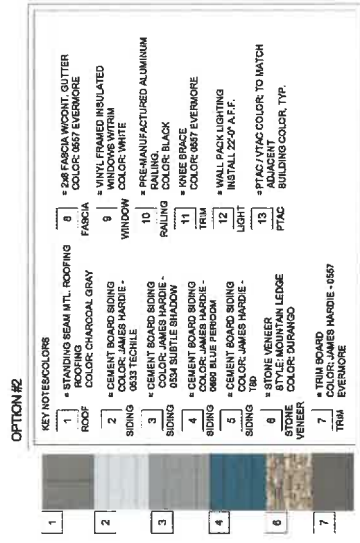 OPTION #2
KEY NOTES/COLORS
1
ROOF
= STANDING SEAM MTL. ROOFING
ROOFING
COLOR: CHARCOAL GRAY
2
SIDING
= CEMENT BOARD SIDING
COLOR: JAMES HARDIE -
0533 TECHILE
3
SIDING
= CEMENT BOARD SIDING
COLOR: JAMES HARDIE -
0534 SUBTLE SHADOW
4
SIDING
= CEMENT BOARD SIDING
COLOR: JAMES HARDIE -
BLUE PERICOM
5
SIDING
= CEMENT BOARD SIDING
COLOR: JAMES HARDIE -
TBD
6
STONE
VENEER
= STONE VENEER
STYLE: MOUNTAIN LEDGE
COLOR: DURANGO
7
TRIM
= TRIM BOARD
COLOR: JAMES HARDIE - 0557
EVERMORE
8
FASCIA
= 2x8 FASCIA W/CONT. GUTTER
COLOR: 0557 EVERMORE
9
WINDOW
= VINYL FRAMED INSULATED
WINDOWS W/TRIM
COLOR: WHITE
10
RAILING
= PRE-MANUFACTURED ALUMINUM
RAILING.
COLOR: BLACK
11
TRIM
= KNEE BRACE
COLOR: 0557 EVERMORE
12
LIGHT
= WALL PACK LIGHTING
INSTALL 22'-0" A.F.F.
13
PTAC
= PTAC / VTAC COLOR: TO MATCH
ADJACENT
BUILDING COLOR, TYP.
1
2
3
4
6
7